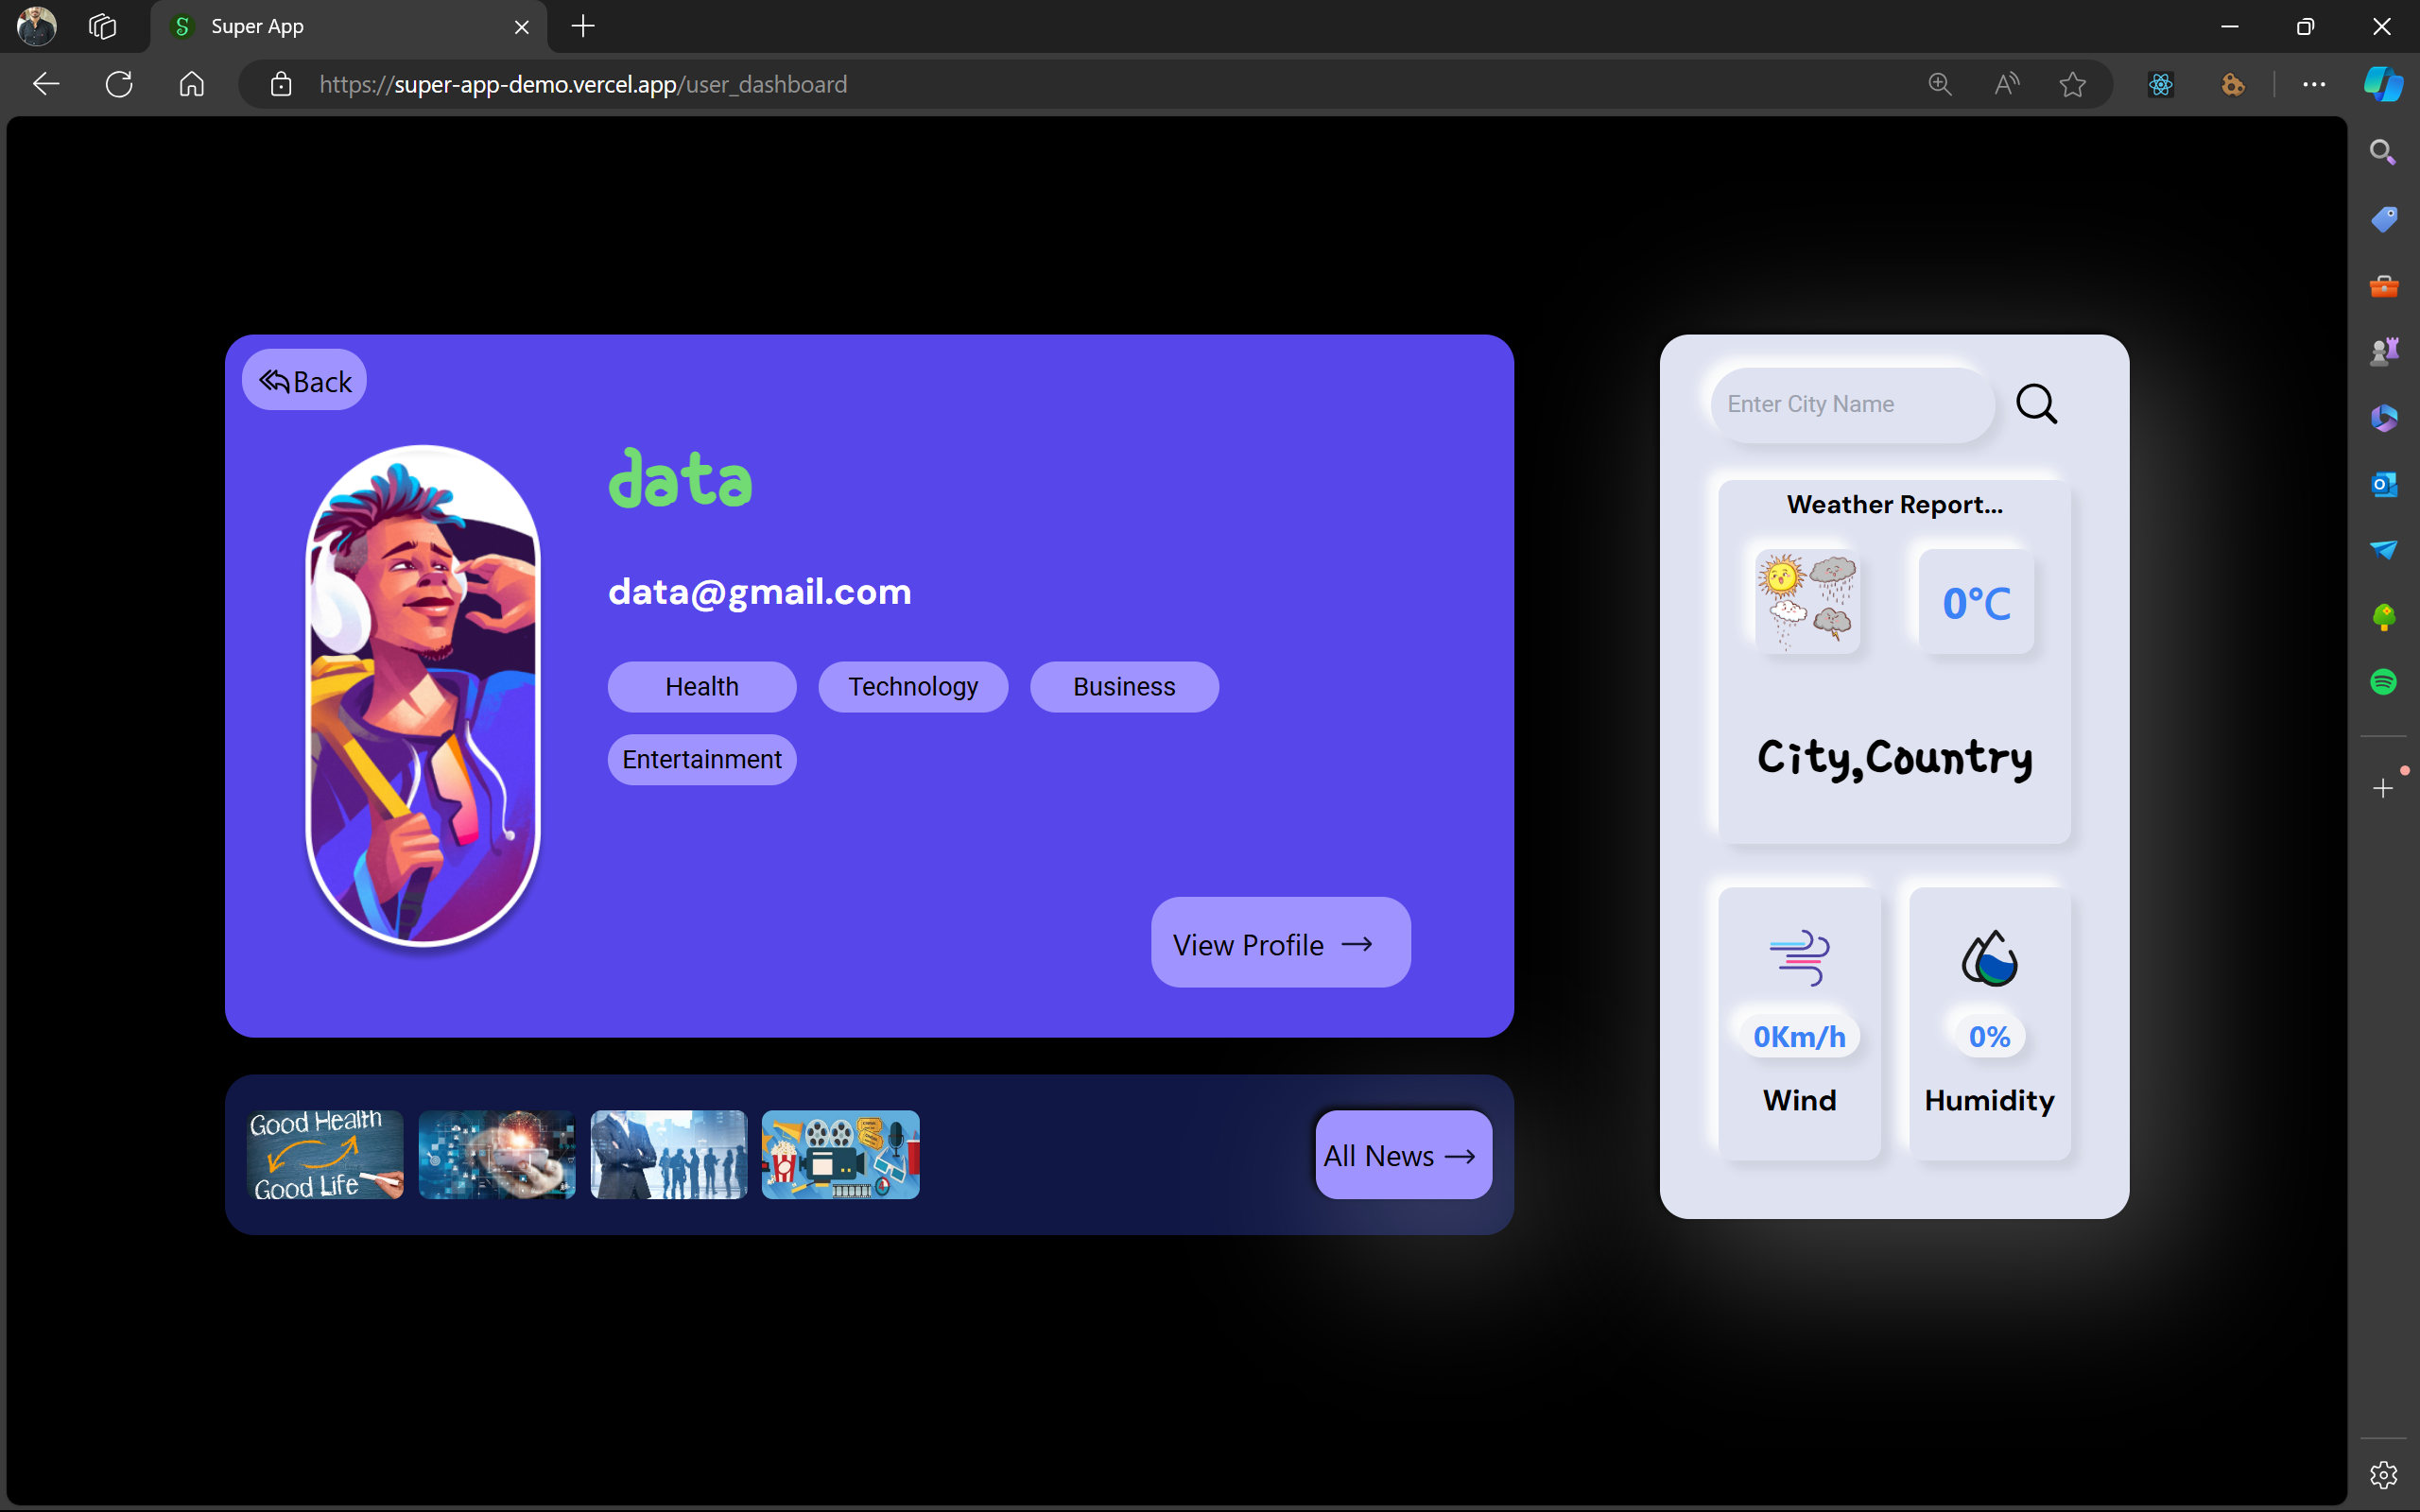 Super App
https://super-app-demo.vercel.app/user_dashboard
Back
data
data@gmail.com
Health
Technology
Business
Entertainment
View Profile
Good Health
Good Life
All News
Enter City Name
Weather Report...
0°C
City,Country
0Km/h
0%
Wind
Humidity